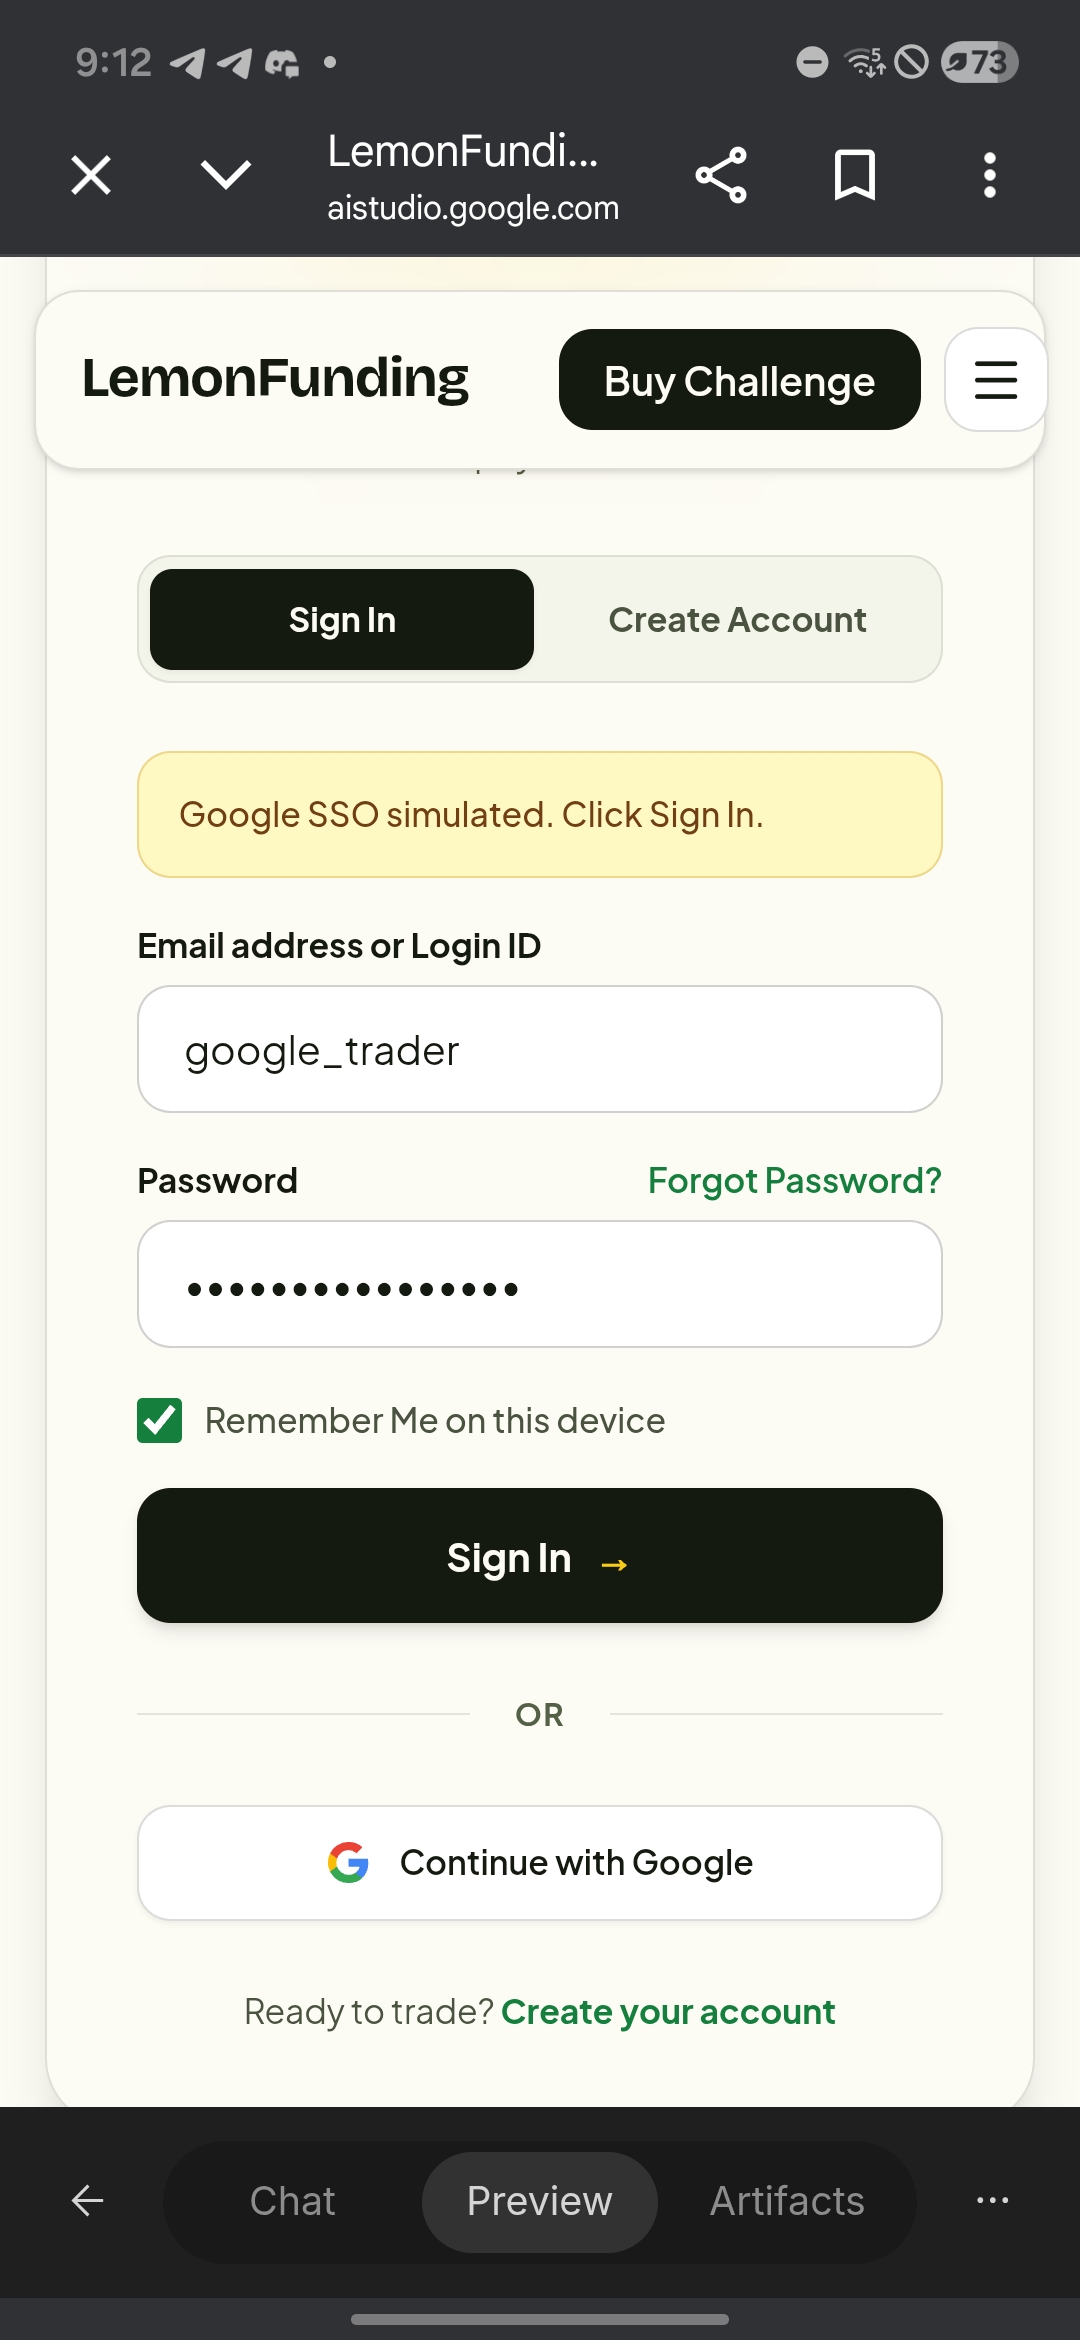 9:12
5
73
LemonFundi...
aistudio.google.com
LemonFunding
Buy Challenge
Sign In
Create Account
Google SSO simulated. Click Sign In.
Email address or Login ID
google_trader
Password
Forgot Password?
••••••••••••••••
Remember Me on this device
Sign In →
OR
Continue with Google
Ready to trade? Create your account
Chat
Preview
Artifacts